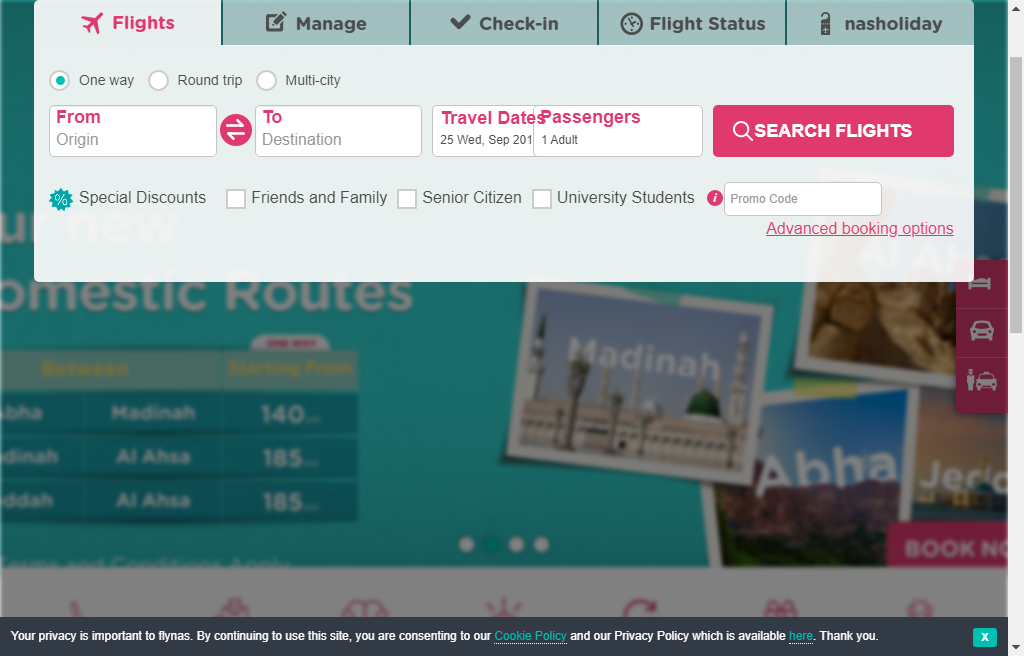 Flights
Manage
Check-in
Flight Status
nasholiday
One way
Round trip
Multi-city
From
Origin
To
Destination
Travel Dates
25 Wed, Sep 201
Passengers
1 Adult
SEARCH FLIGHTS
Special Discounts
Friends and Family
Senior Citizen
University Students
Promo Code
Advanced booking options
ur new
omestic Routes
ONE WAY
Between
Starting From
Abha
Madinah
140
dinah
Al Ahsa
185
ddah
Al Ahsa
185
Terms and Conditions Apply
Al Aha
Madinah
Abha
Jedd
BOOK NO
Your privacy is important to flynas. By continuing to use this site, you are consenting to our Cookie Policy and our Privacy Policy which is available here. Thank you.
X